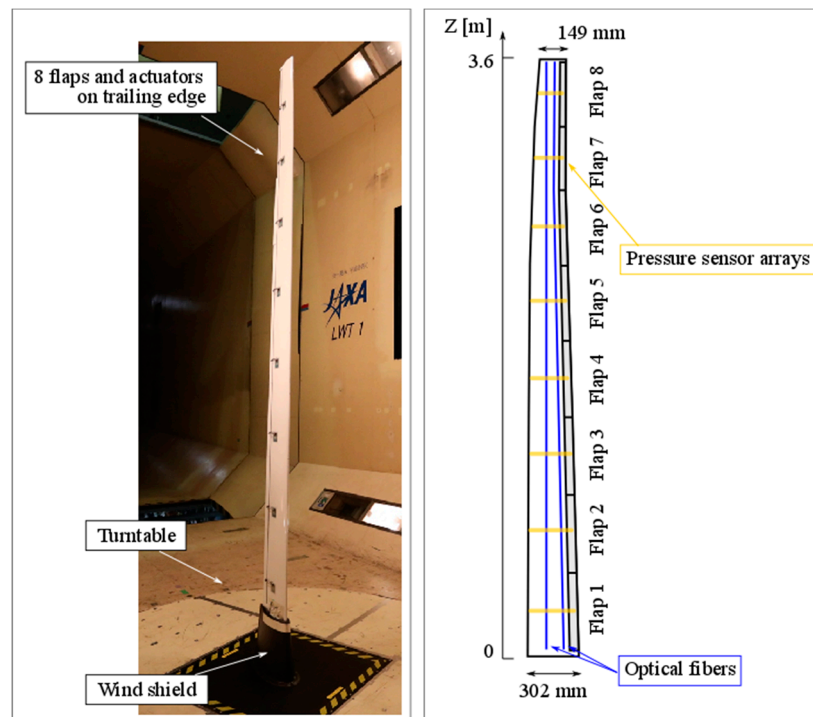 8 flaps and actuators
on trailing edge
JAXA
LWT 1
Turntable
Wind shield
Z [m]
149 mm
3.6
Flap 8
Flap 7
Flap 6
Pressure sensor arrays
Flap 5
Flap 4
Flap 3
Flap 2
Flap 1
0
Optical fibers
302 mm